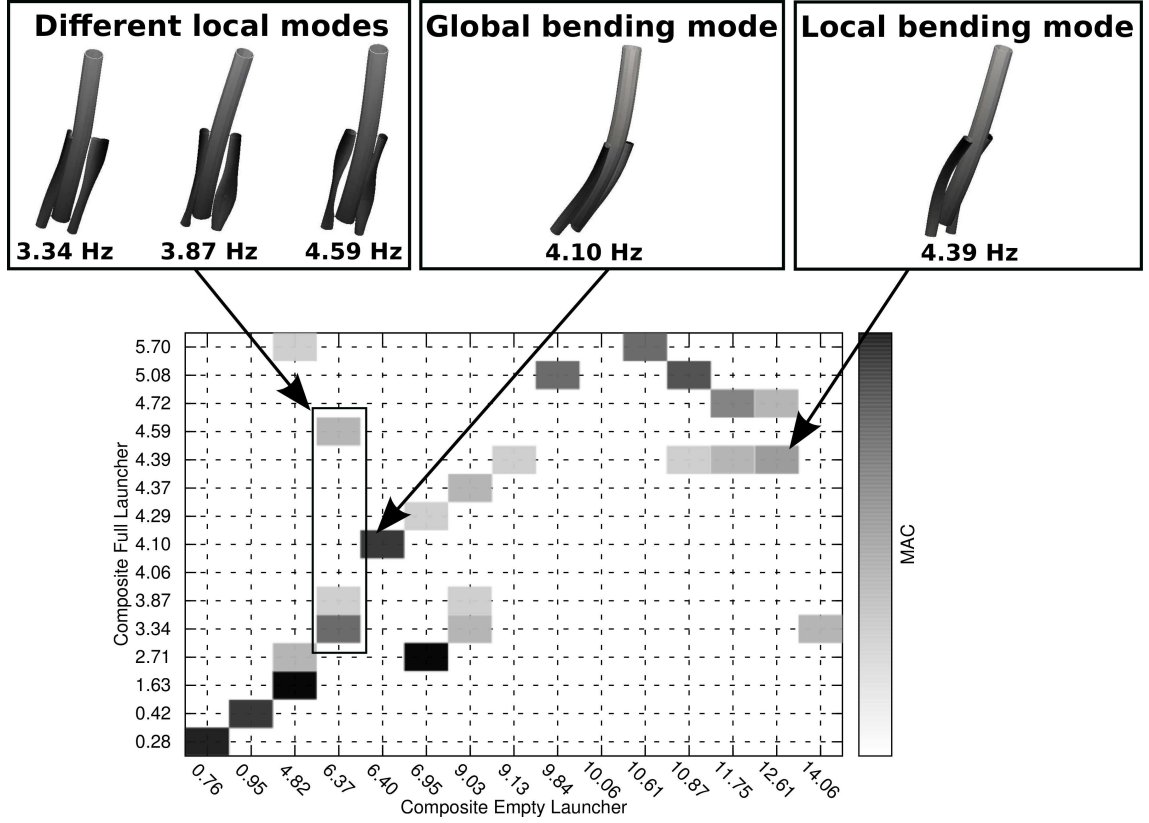 Different local modes
Global bending mode
Local bending mode
3.34 Hz
3.87 Hz
4.59 Hz
4.10 Hz
4.39 Hz
5.70
5.08
4.72
4.59
4.39
4.37
4.29
4.10
4.06
3.87
3.34
2.71
1.63
0.42
0.28
Composite Full Launcher
MAC
0.76
0.95
4.82
6.37
6.40
6.95
9.03
9.13
9.84
10.06
10.61
10.87
11.75
12.61
14.06
Composite Empty Launcher